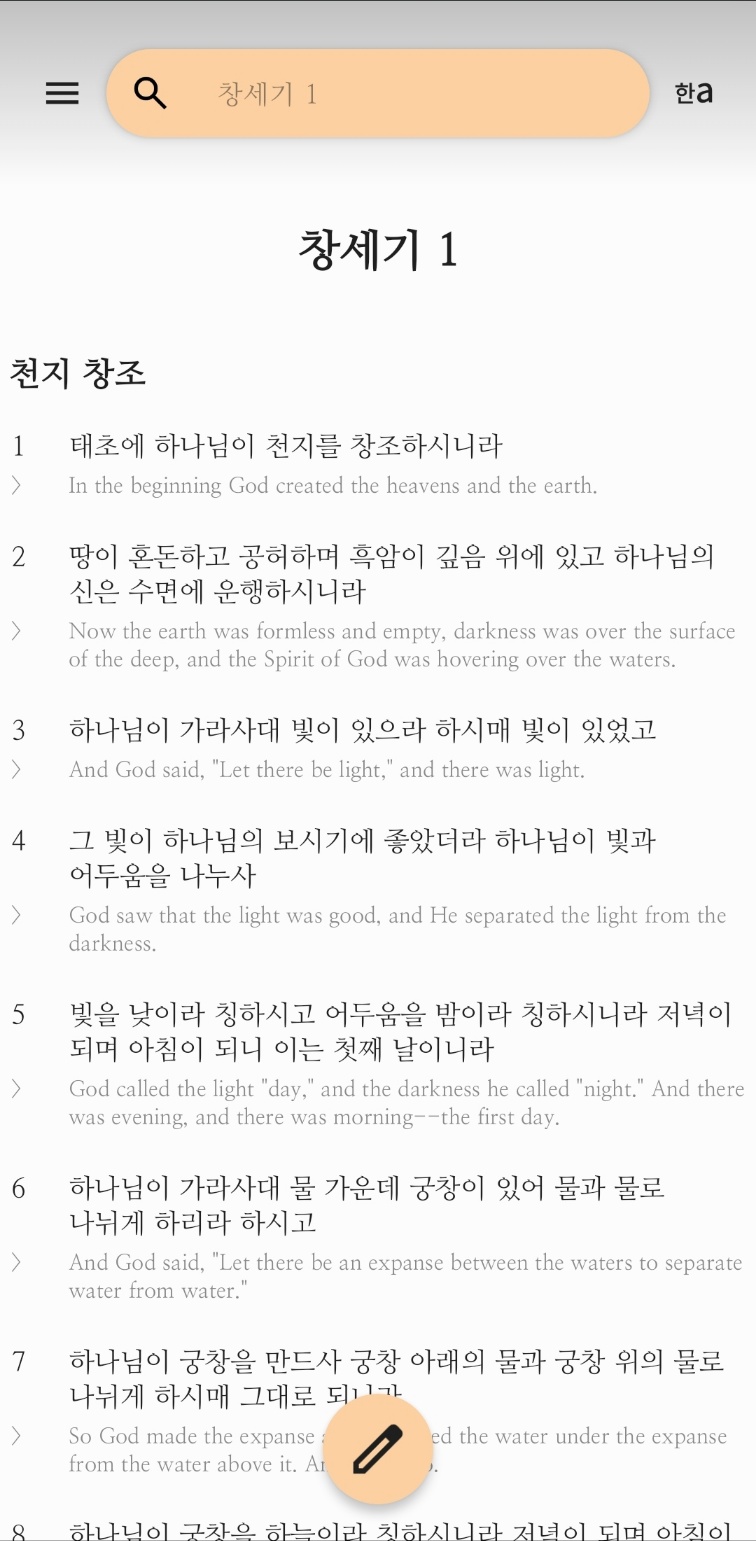 창세기 1
한a
창세기 1
천지 창조
1 태초에 하나님이 천지를 창조하시니라
〉 In the beginning God created the heavens and the earth.
2 땅이 혼돈하고 공허하며 흑암이 깊음 위에 있고 하나님의
신은 수면에 운행하시니라
〉 Now the earth was formless and empty, darkness was over the surface
of the deep, and the Spirit of God was hovering over the waters.
3 하나님이 가라사대 빛이 있으라 하시매 빛이 있었고
〉 And God said, "Let there be light," and there was light.
4 그 빛이 하나님의 보시기에 좋았더라 하나님이 빛과
어두움을 나누사
〉 God saw that the light was good, and He separated the light from the
darkness.
5 빛을 낮이라 칭하시고 어두움을 밤이라 칭하시니라 저녁이
되며 아침이 되니 이는 첫째 날이니라
〉 God called the light "day," and the darkness he called "night." And there
was evening, and there was morning--the first day.
6 하나님이 가라사대 물 가운데 궁창이 있어 물과 물로
나뉘게 하리라 하시고
〉 And God said, "Let there be an expanse between the waters to separate
water from water."
7 하나님이 궁창을 만드사 궁창 아래의 물과 궁창 위의 물로
나뉘게 하시매 그대로 되니라
〉 So God made the expanse the water under the expanse
from the water above it.
8 하나님이 궁창을 하늘이라 칭하시니라 저녁이 되며 아침이